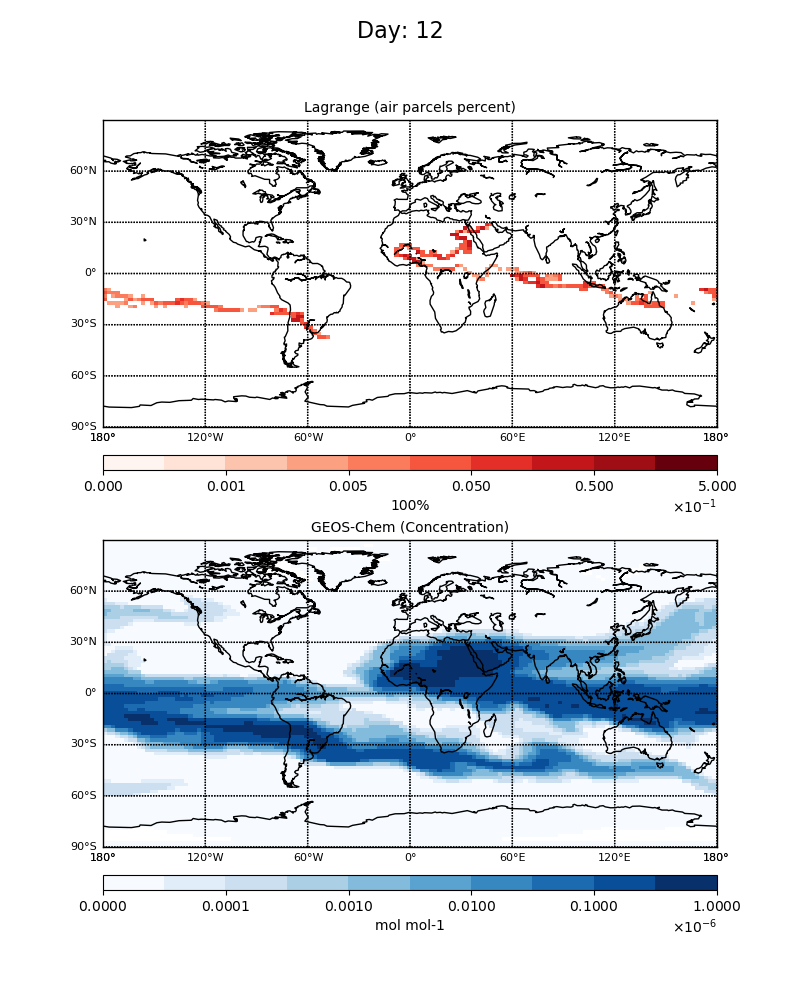 Day: 12
Lagrange (air parcels percent)
60°N
30°N
0°
30°S
60°S
90°S
180° 120°W 60°W 0° 60°E 120°E 180°
0.000 0.001 0.005 0.050 0.500 5.000
100% ×10⁻¹
GEOS-Chem (Concentration)
60°N
30°N
0°
30°S
60°S
90°S
180° 120°W 60°W 0° 60°E 120°E 180°
0.0000 0.0001 0.0010 0.0100 0.1000 1.0000
mol mol-1 ×10⁻⁶